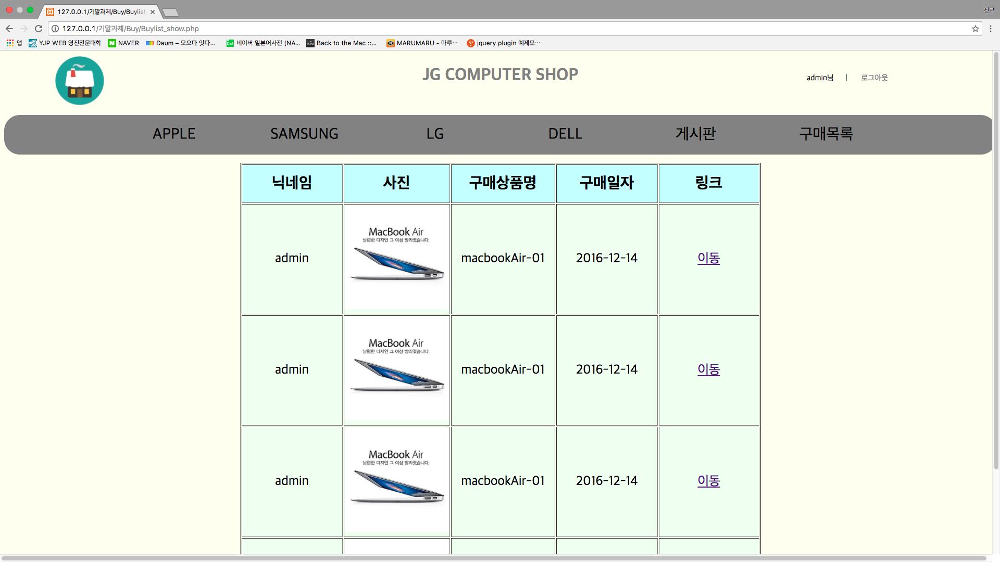 127.0.0.1/기말과제/Buy/Buylist
진규
127.0.0.1/기말과제/Buy/Buylist_show.php
앱 YJP WEB 영진전문대학 NAVER Daum – 모으다 잇다... Dict 네이버 일본어사전 (NA... B2M Back to the Mac ::... MARUMARU - 마루... jquery plugin 예제모...
JG COMPUTER SHOP
admin님 | 로그아웃
APPLE SAMSUNG LG DELL 게시판 구매목록
닉네임 사진 구매상품명 구매일자 링크
MacBook Air
날렵한 디자인 그 이상 빨라졌습니다.
admin macbookAir-01 2016-12-14 이동
MacBook Air
날렵한 디자인 그 이상 빨라졌습니다.
admin macbookAir-01 2016-12-14 이동
MacBook Air
날렵한 디자인 그 이상 빨라졌습니다.
admin macbookAir-01 2016-12-14 이동